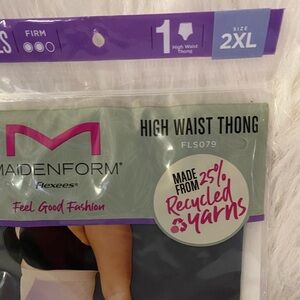 ES
FIRM
1
High Waist
Thong
SIZE
2XL
MAIDENFORM®
Flexees®
Feel Good Fashion
HIGH WAIST THONG
FLS079
MADE
FROM 25%
Recycled
yarns